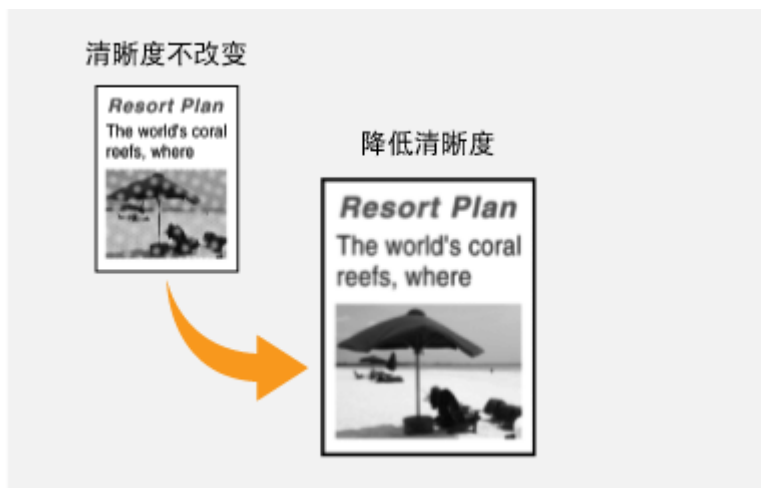 清晰度不改变
Resort Plan
The world's coral
reefs, where
降低清晰度
Resort Plan
The world's coral
reefs, where